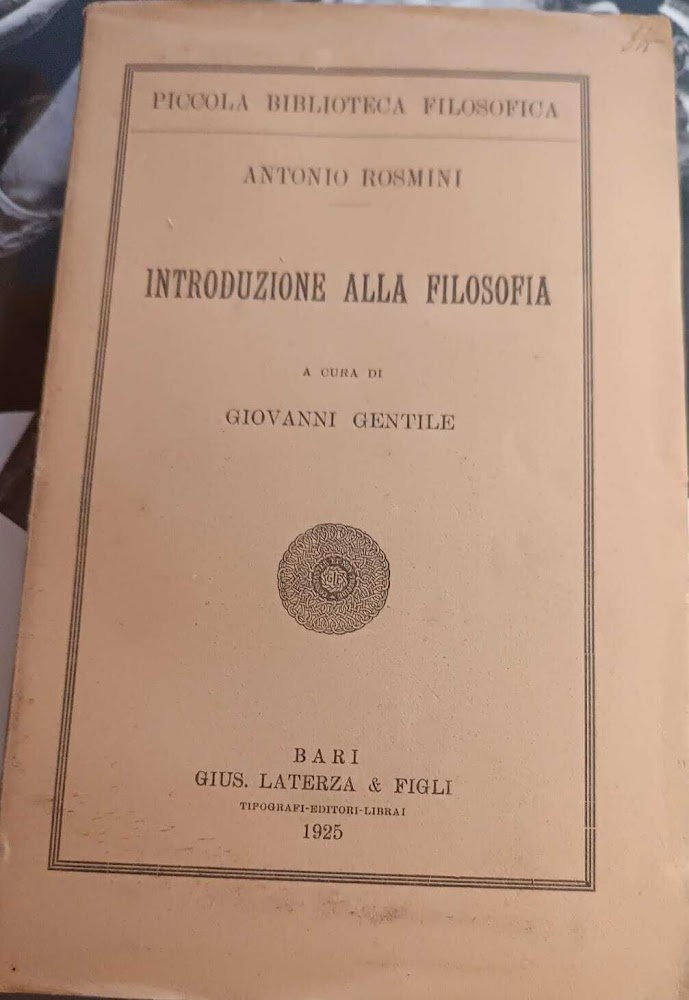 PICCOLA BIBLIOTECA FILOSOFICA
ANTONIO ROSMINI
INTRODUZIONE ALLA FILOSOFIA
A CURA DI
GIOVANNI GENTILE
BARI
GIUS. LATERZA & FIGLI
TIPOGRAFI-EDITORI-LIBRAI
1925